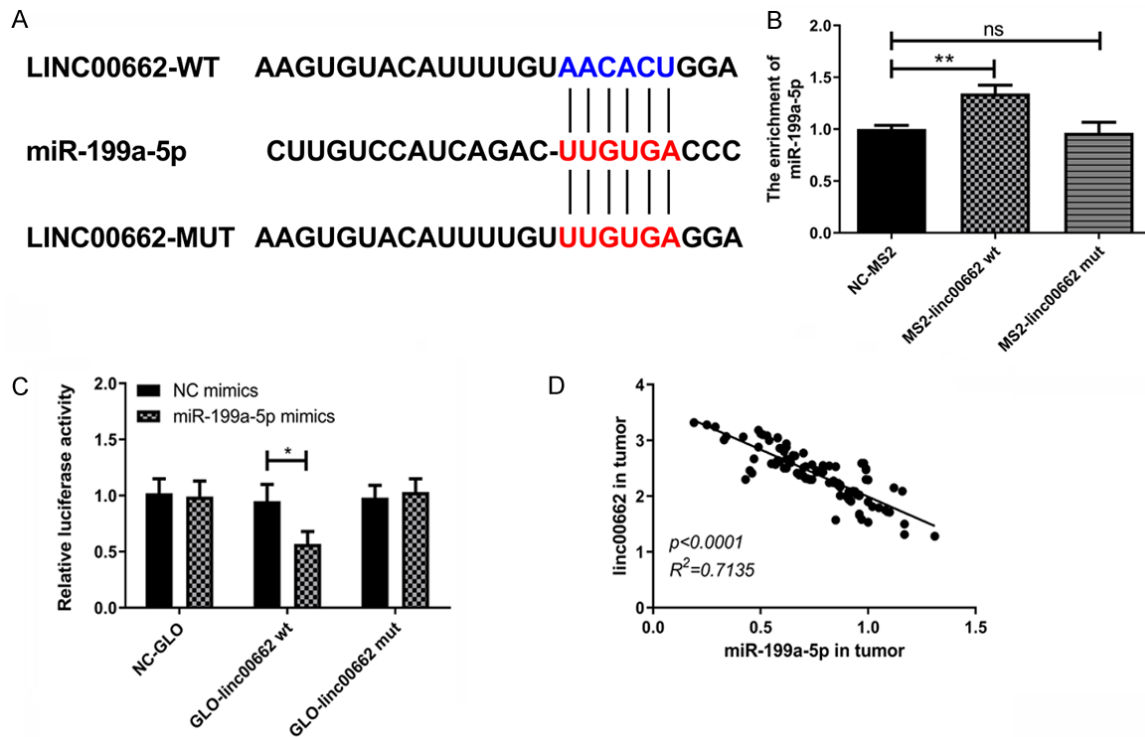 A
LINC00662-WT AAGUGUACAUUUUGUAACACUGGA
miR-199a-5p CUUGUCCAUCAGAC-UUGUGACCC
LINC00662-MUT AAGUGUACAUUUUGUUUGUGAGGA
B
The enrichment of
miR-199a-5p
2.0
1.5
1.0
0.5
0.0
ns
**
NC-MS2
MS2-linc00662 wt
MS2-linc00662 mut
C
Relative luciferase activity
2.0
1.5
1.0
0.5
0.0
NC mimics
miR-199a-5p mimics
*
NC-GLO
GLO-linc00662 wt
GLO-linc00662 mut
D
linc00662 in tumor
4
3
2
1
0
p<0.0001
R²=0.7135
0.0 0.5 1.0 1.5
miR-199a-5p in tumor